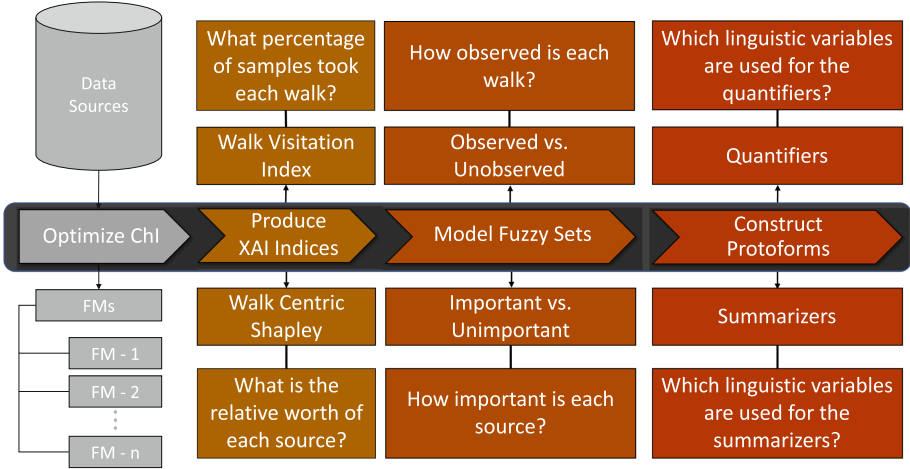 Data
Sources
What percentage
of samples took
each walk?
How observed is each
walk?
Which linguistic variables
are used for the
quantifiers?
Walk Visitation
Index
Observed vs.
Unobserved
Quantifiers
Optimize ChI
Produce
XAI Indices
Model Fuzzy Sets
Construct
Protoforms
FMs
FM - 1
FM - 2
FM - n
Walk Centric
Shapley
Important vs.
Unimportant
Summarizers
What is the
relative worth of
each source?
How important is each
source?
Which linguistic variables
are used for the
summarizers?